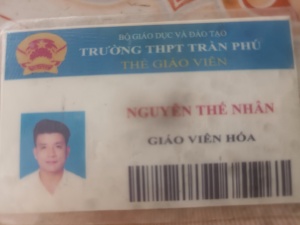 BỘ GIÁO DỤC VÀ ĐÀO TẠO
TRƯỜNG THPT TRẦN PHÚ
THẺ GIÁO VIÊN
NGUYỄN THẾ NHÂN
GIÁO VIÊN HÓA